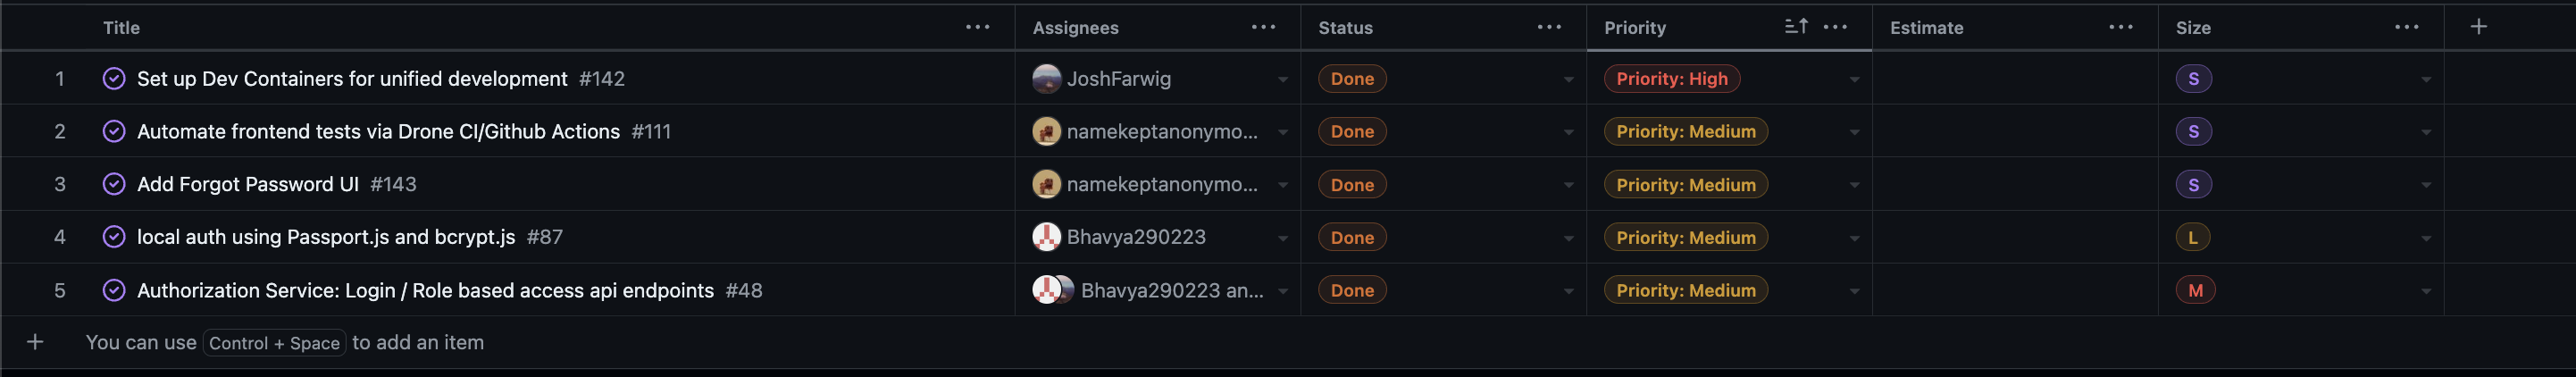 Title Assignees Status Priority Estimate Size
1 Set up Dev Containers for unified development #142 JoshFarwig Done Priority: High S
2 Automate frontend tests via Drone CI/Github Actions #111 namekeptanonymo... Done Priority: Medium S
3 Add Forgot Password UI #143 namekeptanonymo... Done Priority: Medium S
4 local auth using Passport.js and bcrypt.js #87 Bhavya290223 Done Priority: Medium L
5 Authorization Service: Login / Role based access api endpoints #48 Bhavya290223 an... Done Priority: Medium M
You can use Control + Space to add an item